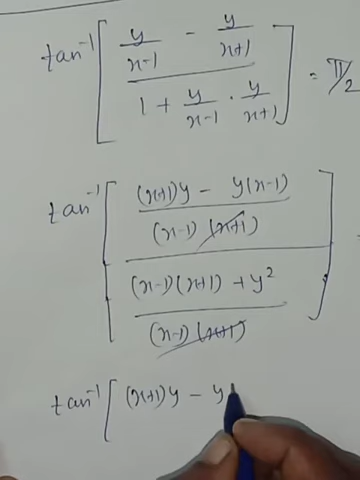 tan⁻¹ [ (y/(x-1) - y/(x+1)) / (1 + y/(x-1) · y/(x+1)) ] = π/2
tan⁻¹ [ (((x+1)y - y(x-1)) / ((x-1)(x+1))) / (((x-1)(x+1) + y²) / ((x-1)(x+1))) ]
tan⁻¹ [ (x+1)y - y